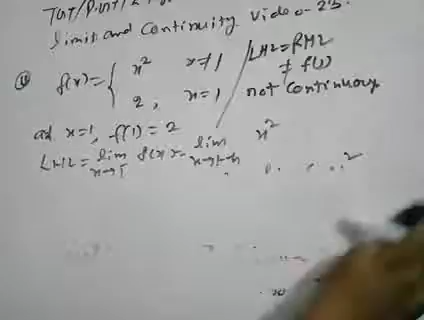 limit and Continuity Video - 23
f(x) = { x² x≠1
2, x=1
LHL = RHL
≠ f(1)
not continuous
at x=1, f(1) = 2
LHL = lim x→1⁻ f(x) = lim x→1-h x²